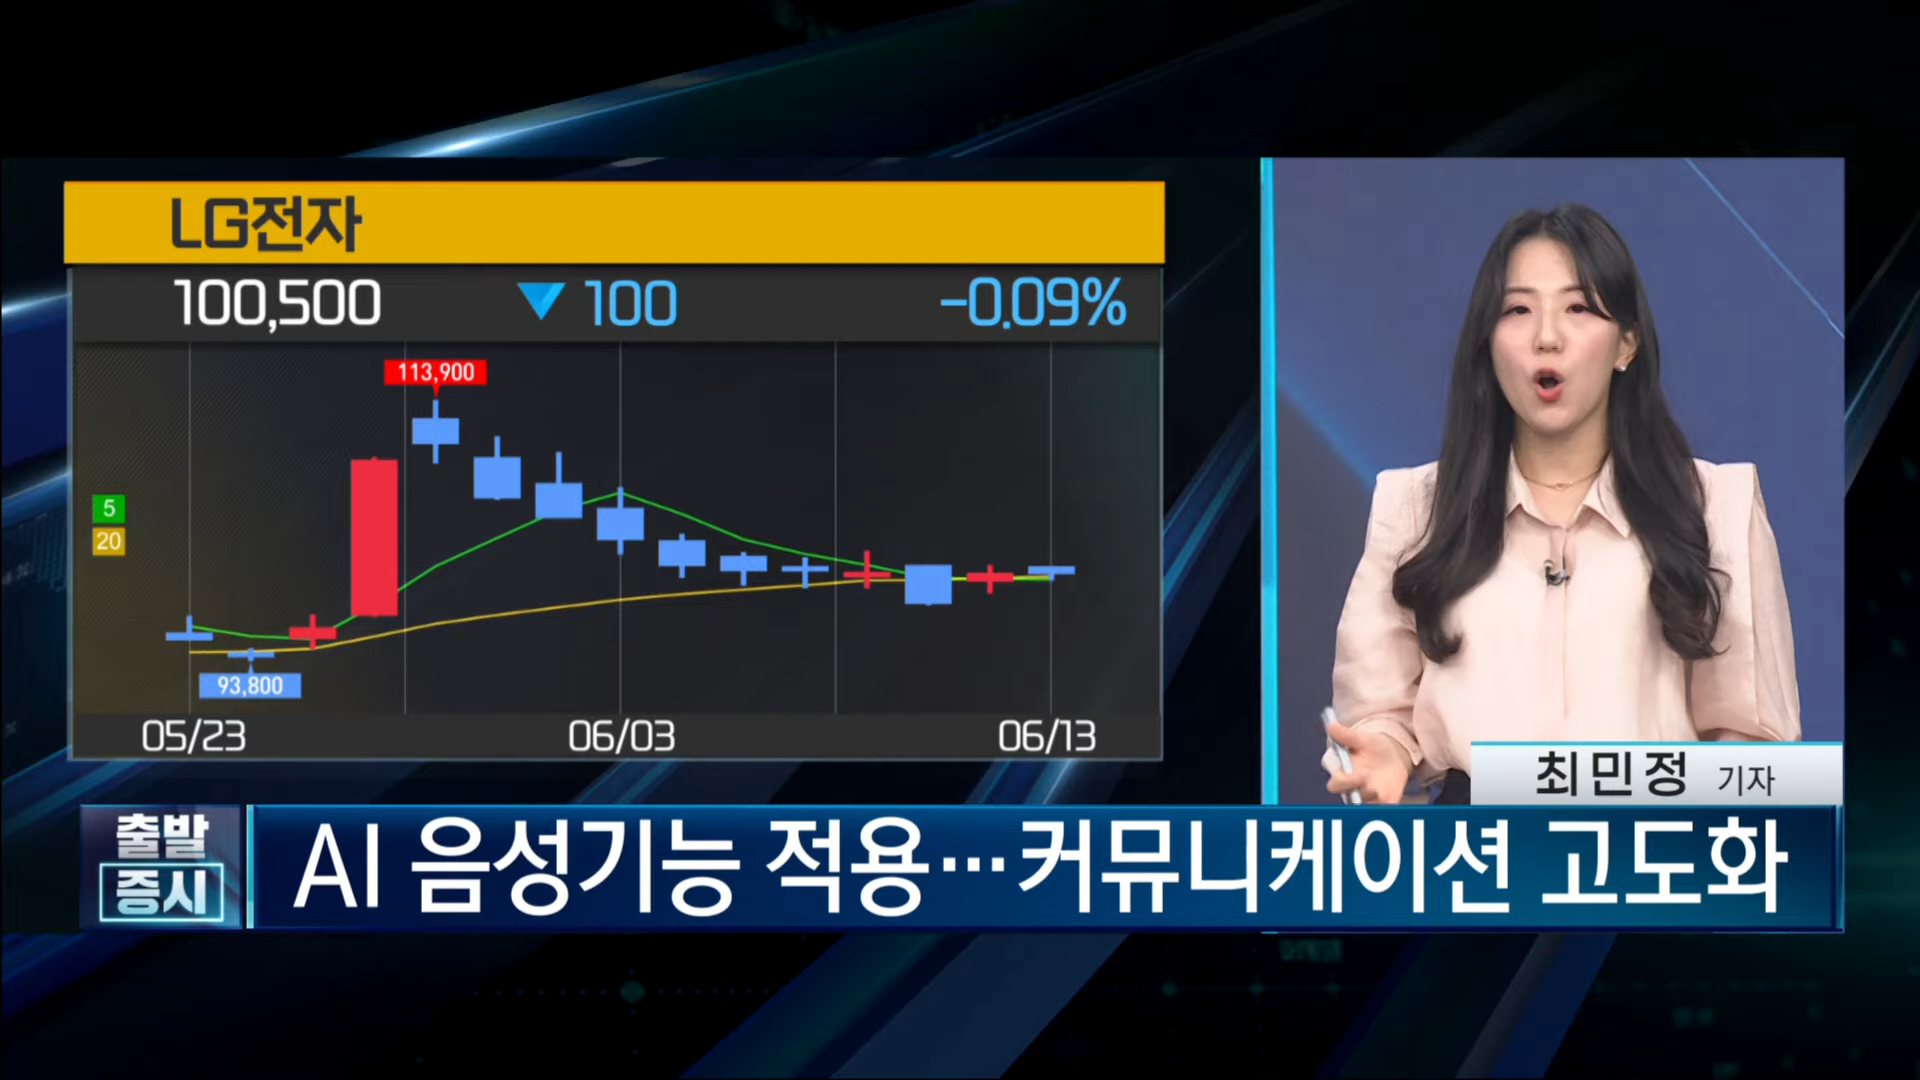 LG전자
100,500 ▼ 100 -0.09%
113,900
5
20
93,800
05/23 06/03 06/13
최민정 기자
출발
증시
AI 음성기능 적용…커뮤니케이션 고도화